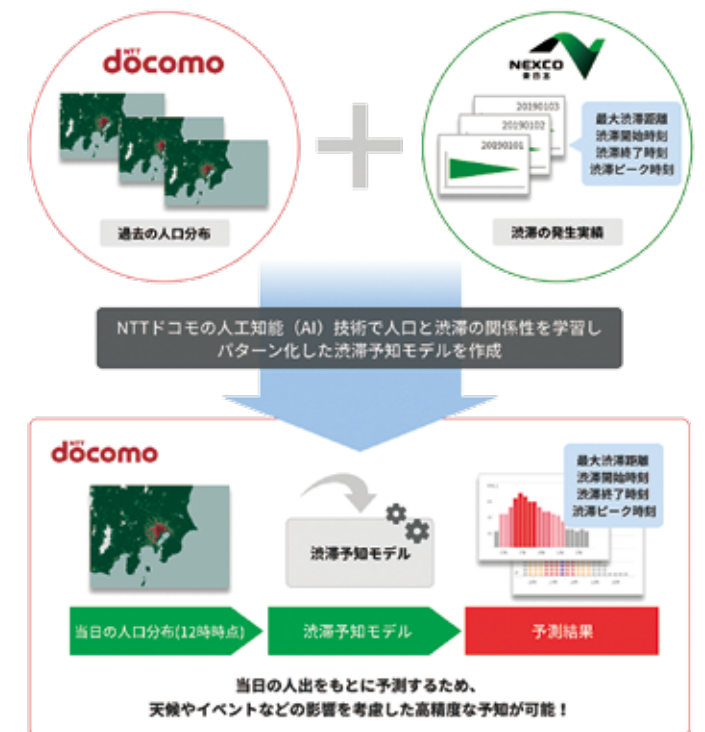 NTT
döcomo
過去の人口分布
NEXCO
東日本
20190103
20190102
20190101
最大渋滞距離
渋滞開始時刻
渋滞終了時刻
渋滞ピーク時刻
渋滞の発生実績
NTTドコモの人工知能（AI）技術で人口と渋滞の関係性を学習し
パターン化した渋滞予知モデルを作成
NTT
döcomo
渋滞予知モデル
最大渋滞距離
渋滞開始時刻
渋滞終了時刻
渋滞ピーク時刻
当日の人口分布(12時時点)
渋滞予知モデル
予測結果
当日の人出をもとに予測するため、
天候やイベントなどの影響を考慮した高精度な予知が可能！